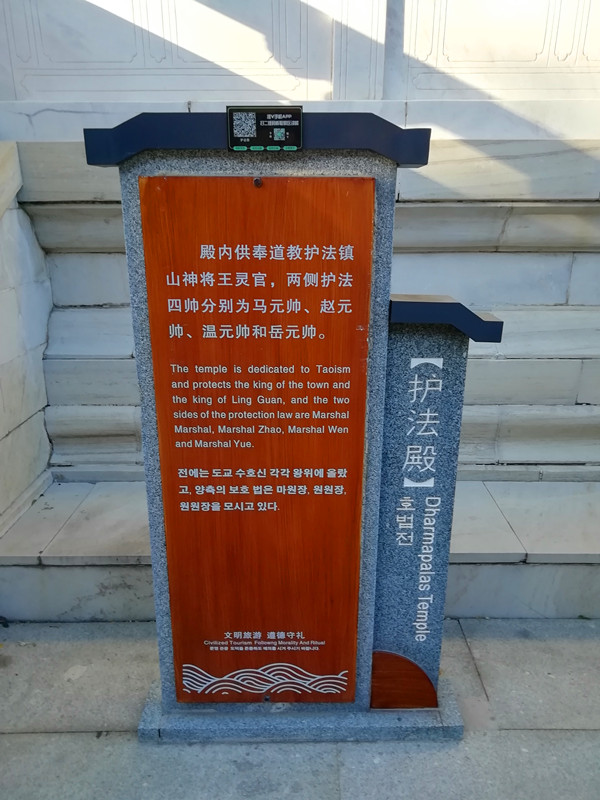 殿内供奉道教护法镇
山神将王灵官，两侧护法
四帅分别为马元帅、赵元
帅、温元帅和岳元帅。
The temple is dedicated to Taoism
and protects the king of the town and
the king of Ling Guan, and the two
sides of the protection law are Marshal
Marshal, Marshal Zhao, Marshal Wen
and Marshal Yue.
전에는 도교 수호신 각각 왕위에 올랐
고, 양측의 보호 법은 마원장, 원원장,
원원장을 모시고 있다.
文明旅游 道德守礼
Civilized Tourism Following Morality And Ritual
【护法殿】
호법전
Dharmapalas Temple